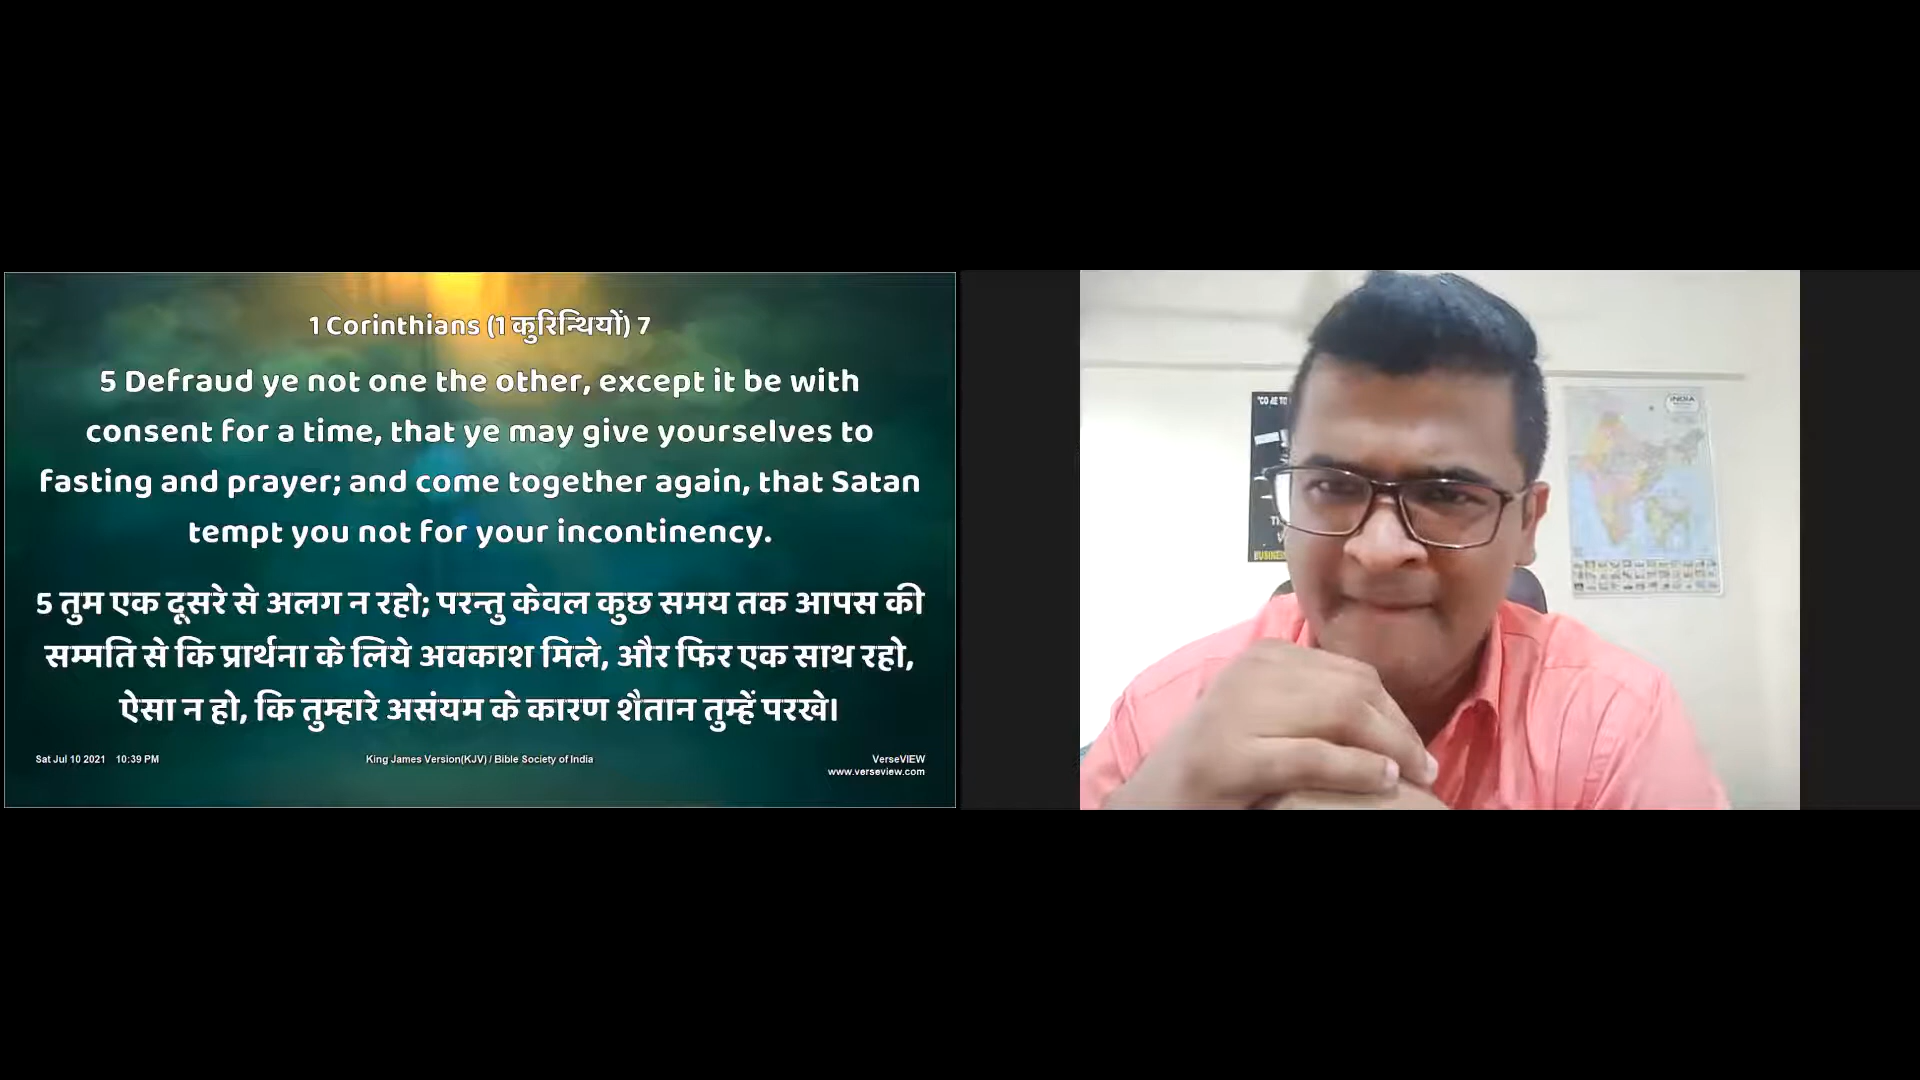 1 Corinthians (1 कुरिन्थियों) 7
5 Defraud ye not one the other, except it be with
consent for a time, that ye may give yourselves to
fasting and prayer; and come together again, that Satan
tempt you not for your incontinency.
5 तुम एक दूसरे से अलग न रहो; परन्तु केवल कुछ समय तक आपस की
सम्मति से कि प्रार्थना के लिये अवकाश मिले, और फिर एक साथ रहो,
ऐसा न हो, कि तुम्हारे असंयम के कारण शैतान तुम्हें परखे।
Sat Jul 10 2021 10:39 PM
King James Version(KJV) / Bible Society of India
VerseVIEW
www.verseview.com
INDIA